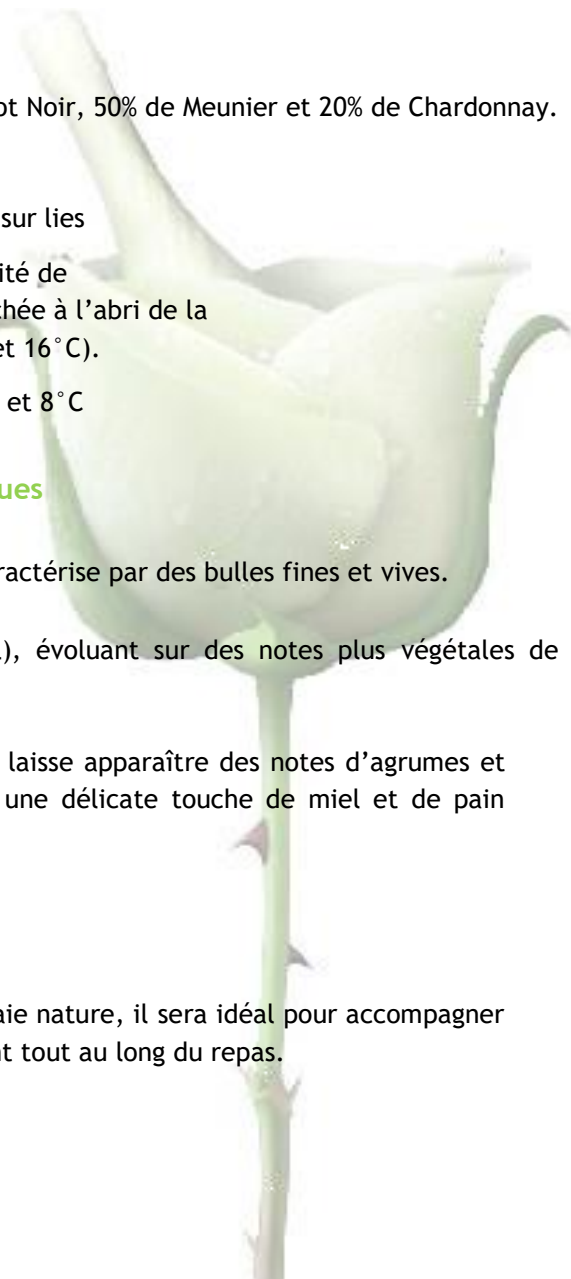 ot Noir, 50% de Meunier et 20% de Chardonnay.
sur lies
ité de
chée à l’abri de la
et 16°C).
et 8°C
ues
ractérise par des bulles fines et vives.
), évoluant sur des notes plus végétales de
laisse apparaître des notes d’agrumes et
une délicate touche de miel et de pain
aie nature, il sera idéal pour accompagner
nt tout au long du repas.